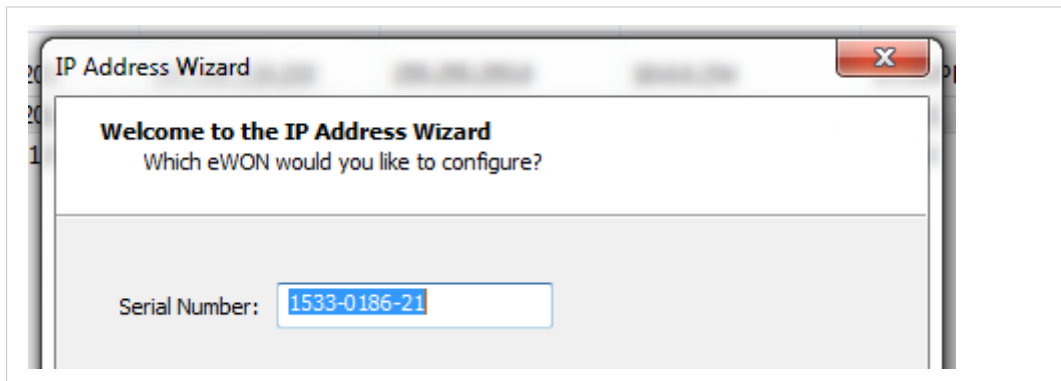 IP Address Wizard
Welcome to the IP Address Wizard
Which eWON would you like to configure?
Serial Number: 1533-0186-21